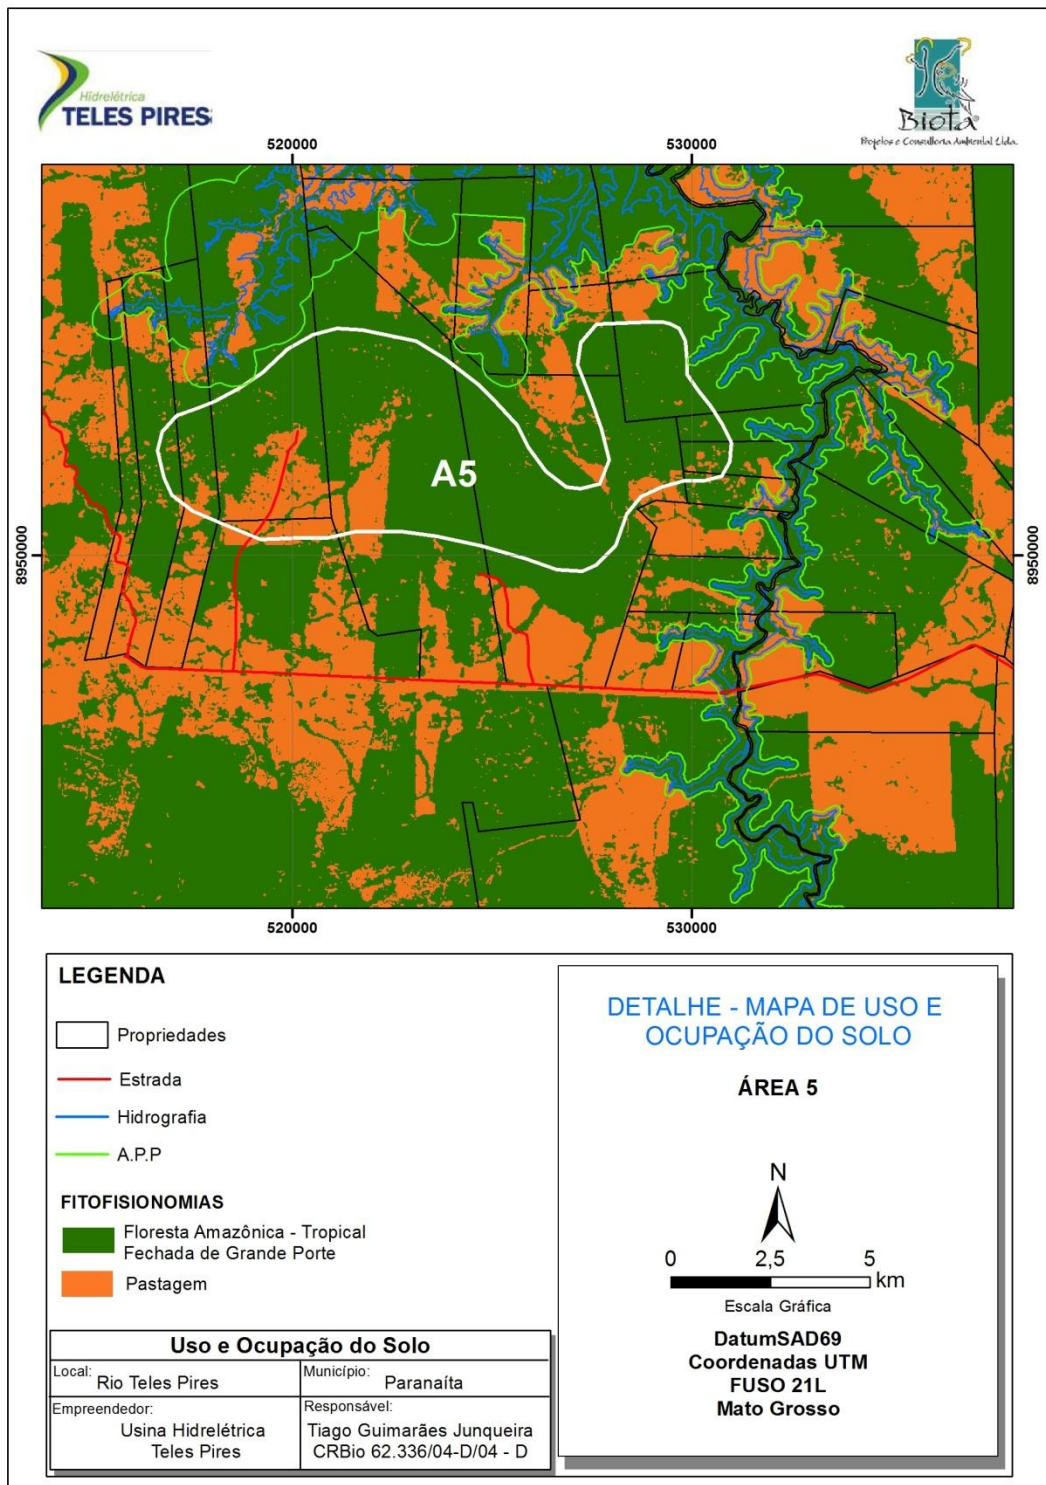 Hidrelétrica
TELES PIRES
Biota
Projetos e Consultoria Ambiental Ltda.
520000
530000
8950000
8950000
A5
520000
530000
LEGENDA
Propriedades
Estrada
Hidrografia
A.P.P
FITOFISIONOMIAS
Floresta Amazônica - Tropical
Fechada de Grande Porte
Pastagem
DETALHE - MAPA DE USO E
OCUPAÇÃO DO SOLO
ÁREA 5
N
0 2,5 5
km
Escala Gráfica
DatumSAD69
Coordenadas UTM
FUSO 21L
Mato Grosso
Uso e Ocupação do Solo
Local: Rio Teles Pires
Município: Paranaíta
Empreendedor:
Usina Hidrelétrica
Teles Pires
Responsável:
Tiago Guimarães Junqueira
CRBio 62.336/04-D/04 - D